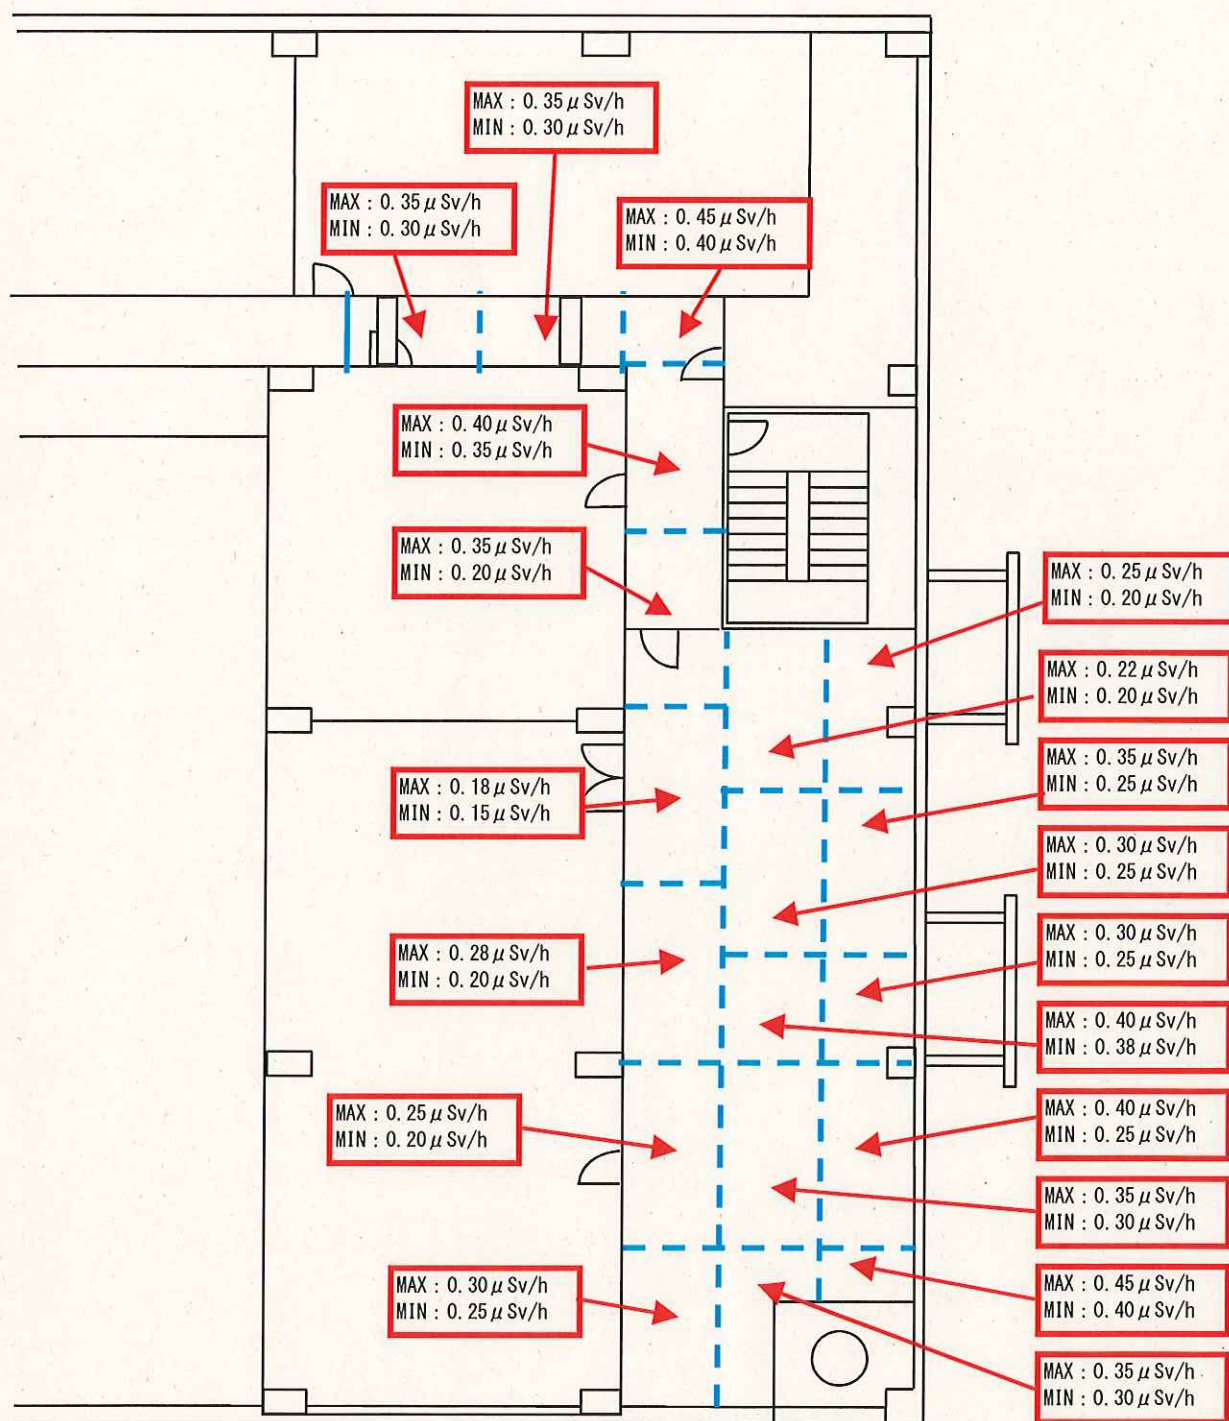 MAX : 0. 35 μ Sv/h
MIN : 0. 30 μ Sv/h
MAX : 0. 35 μ Sv/h
MIN : 0. 30 μ Sv/h
MAX : 0. 45 μ Sv/h
MIN : 0. 40 μ Sv/h
MAX : 0. 40 μ Sv/h
MIN : 0. 35 μ Sv/h
MAX : 0. 35 μ Sv/h
MIN : 0. 20 μ Sv/h
MAX : 0. 25 μ Sv/h
MIN : 0. 20 μ Sv/h
MAX : 0. 22 μ Sv/h
MIN : 0. 20 μ Sv/h
MAX : 0. 35 μ Sv/h
MIN : 0. 25 μ Sv/h
MAX : 0. 18 μ Sv/h
MIN : 0. 15 μ Sv/h
MAX : 0. 30 μ Sv/h
MIN : 0. 25 μ Sv/h
MAX : 0. 28 μ Sv/h
MIN : 0. 20 μ Sv/h
MAX : 0. 30 μ Sv/h
MIN : 0. 25 μ Sv/h
MAX : 0. 40 μ Sv/h
MIN : 0. 38 μ Sv/h
MAX : 0. 25 μ Sv/h
MIN : 0. 20 μ Sv/h
MAX : 0. 40 μ Sv/h
MIN : 0. 25 μ Sv/h
MAX : 0. 35 μ Sv/h
MIN : 0. 30 μ Sv/h
MAX : 0. 30 μ Sv/h
MIN : 0. 25 μ Sv/h
MAX : 0. 45 μ Sv/h
MIN : 0. 40 μ Sv/h
MAX : 0. 35 μ Sv/h
MIN : 0. 30 μ Sv/h